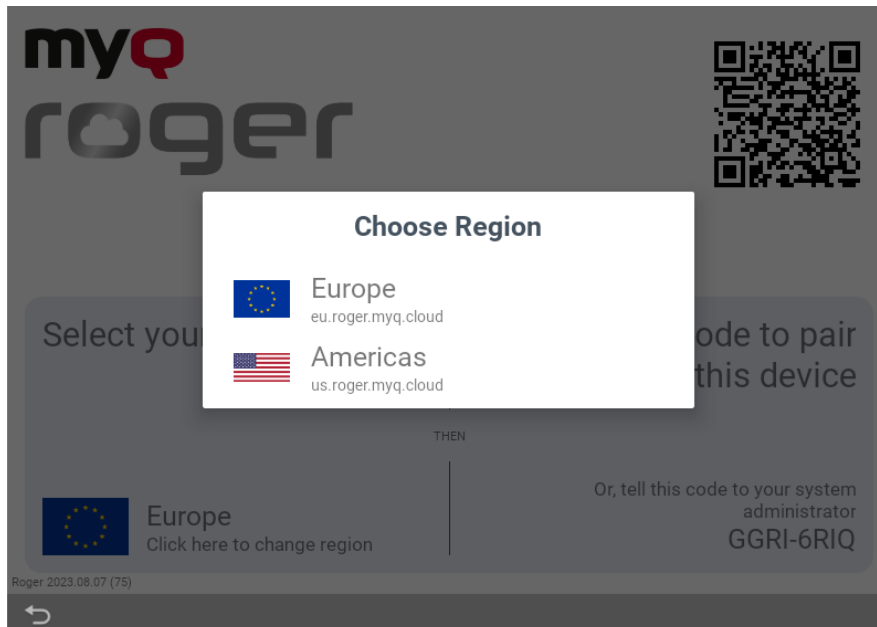 myQ
roger
Choose Region
Europe
eu.roger.myq.cloud
Americas
us.roger.myq.cloud
Select you
ode to pair
this device
THEN
Europe
Click here to change region
Or, tell this code to your system
administrator
GGRI-6RIQ
Roger 2023.08.07 (75)